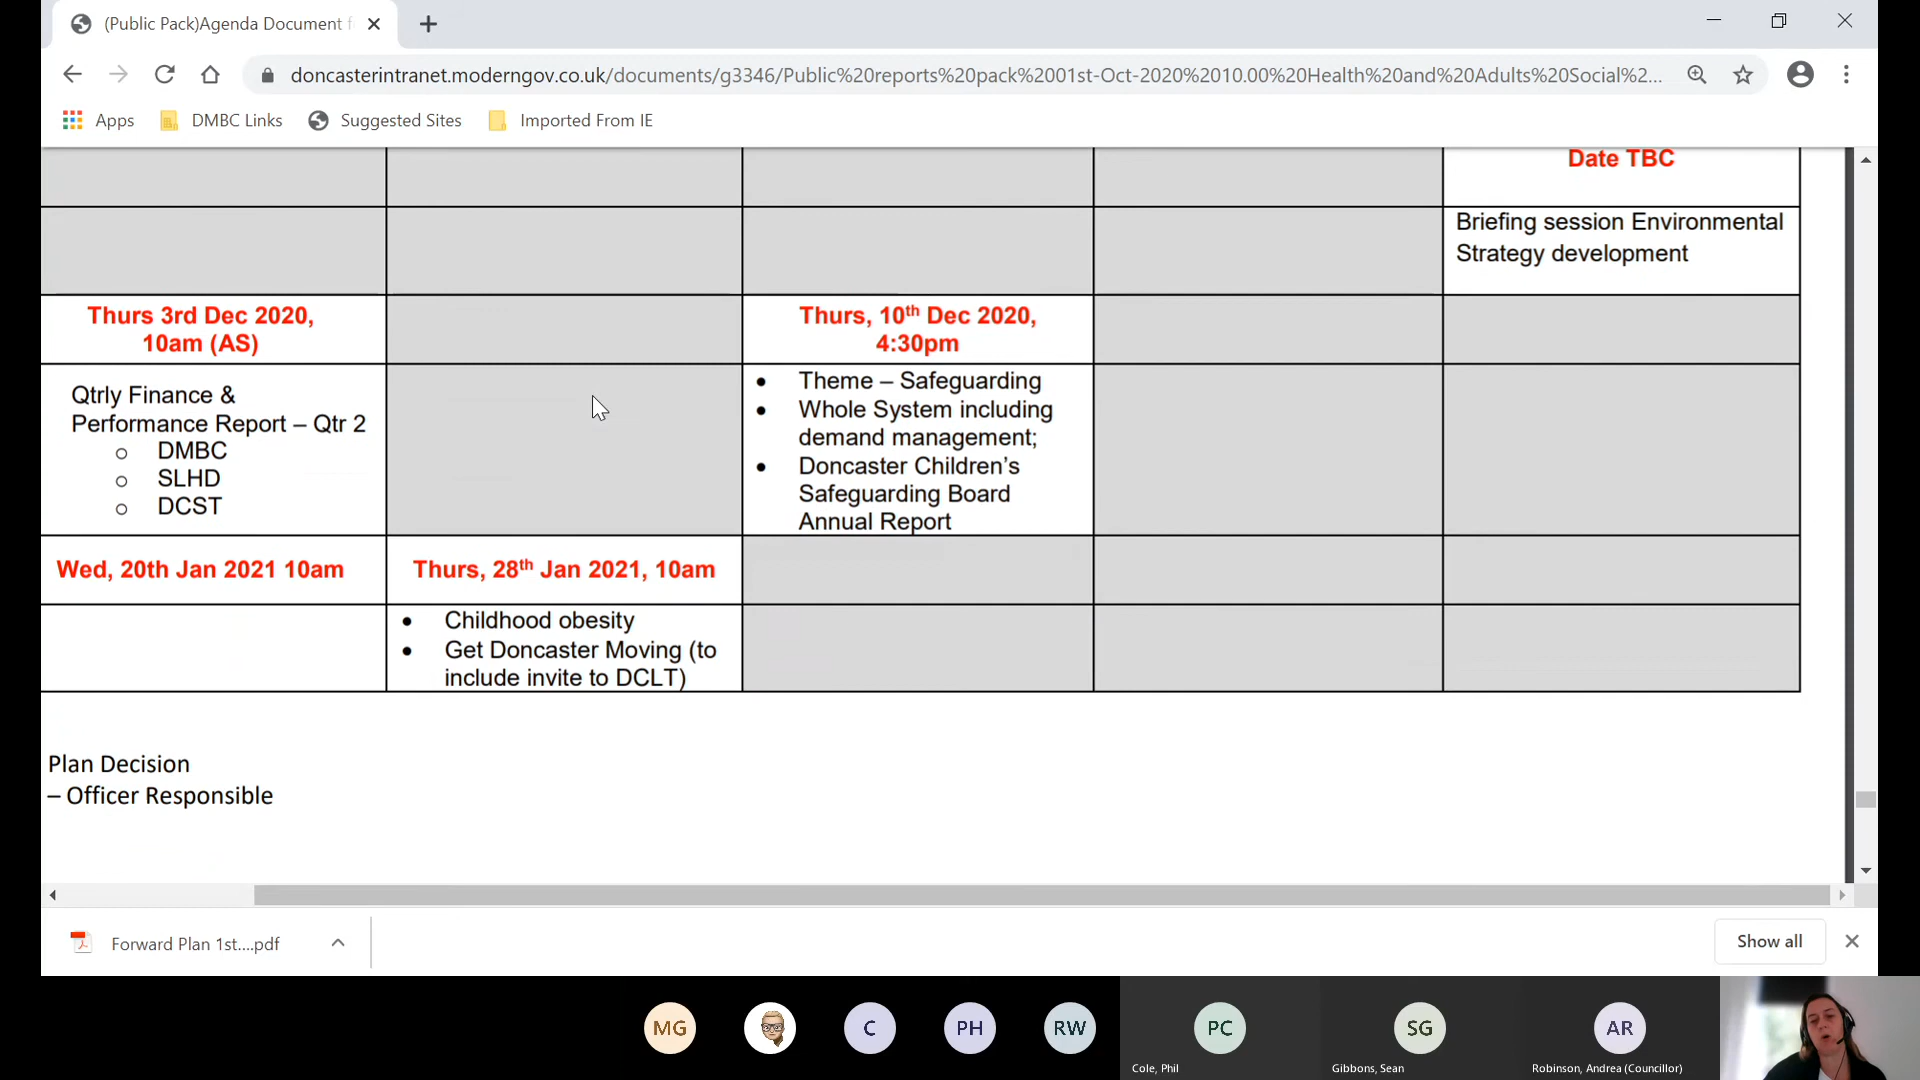 (Public Pack)Agenda Document f
doncasterintranet.moderngov.co.uk/documents/g3346/Public%20reports%20pack%2001st-Oct-2020%2010.00%20Health%20and%20Adults%20Social%2...
Apps
DMBC Links
Suggested Sites
Imported From IE
Date TBC
Briefing session Environmental
Strategy development
Thurs 3rd Dec 2020,
10am (AS)
Thurs, 10th Dec 2020,
4:30pm
Qtrly Finance &
Performance Report – Qtr 2
DMBC
SLHD
DCST
Theme – Safeguarding
Whole System including
demand management;
Doncaster Children's
Safeguarding Board
Annual Report
Wed, 20th Jan 2021 10am
Thurs, 28th Jan 2021, 10am
Childhood obesity
Get Doncaster Moving (to
include invite to DCLT)
Plan Decision
– Officer Responsible
Forward Plan 1st....pdf
Show all
MG
C
PH
RW
PC
SG
AR
Cole, Phil
Gibbons, Sean
Robinson, Andrea (Councillor)